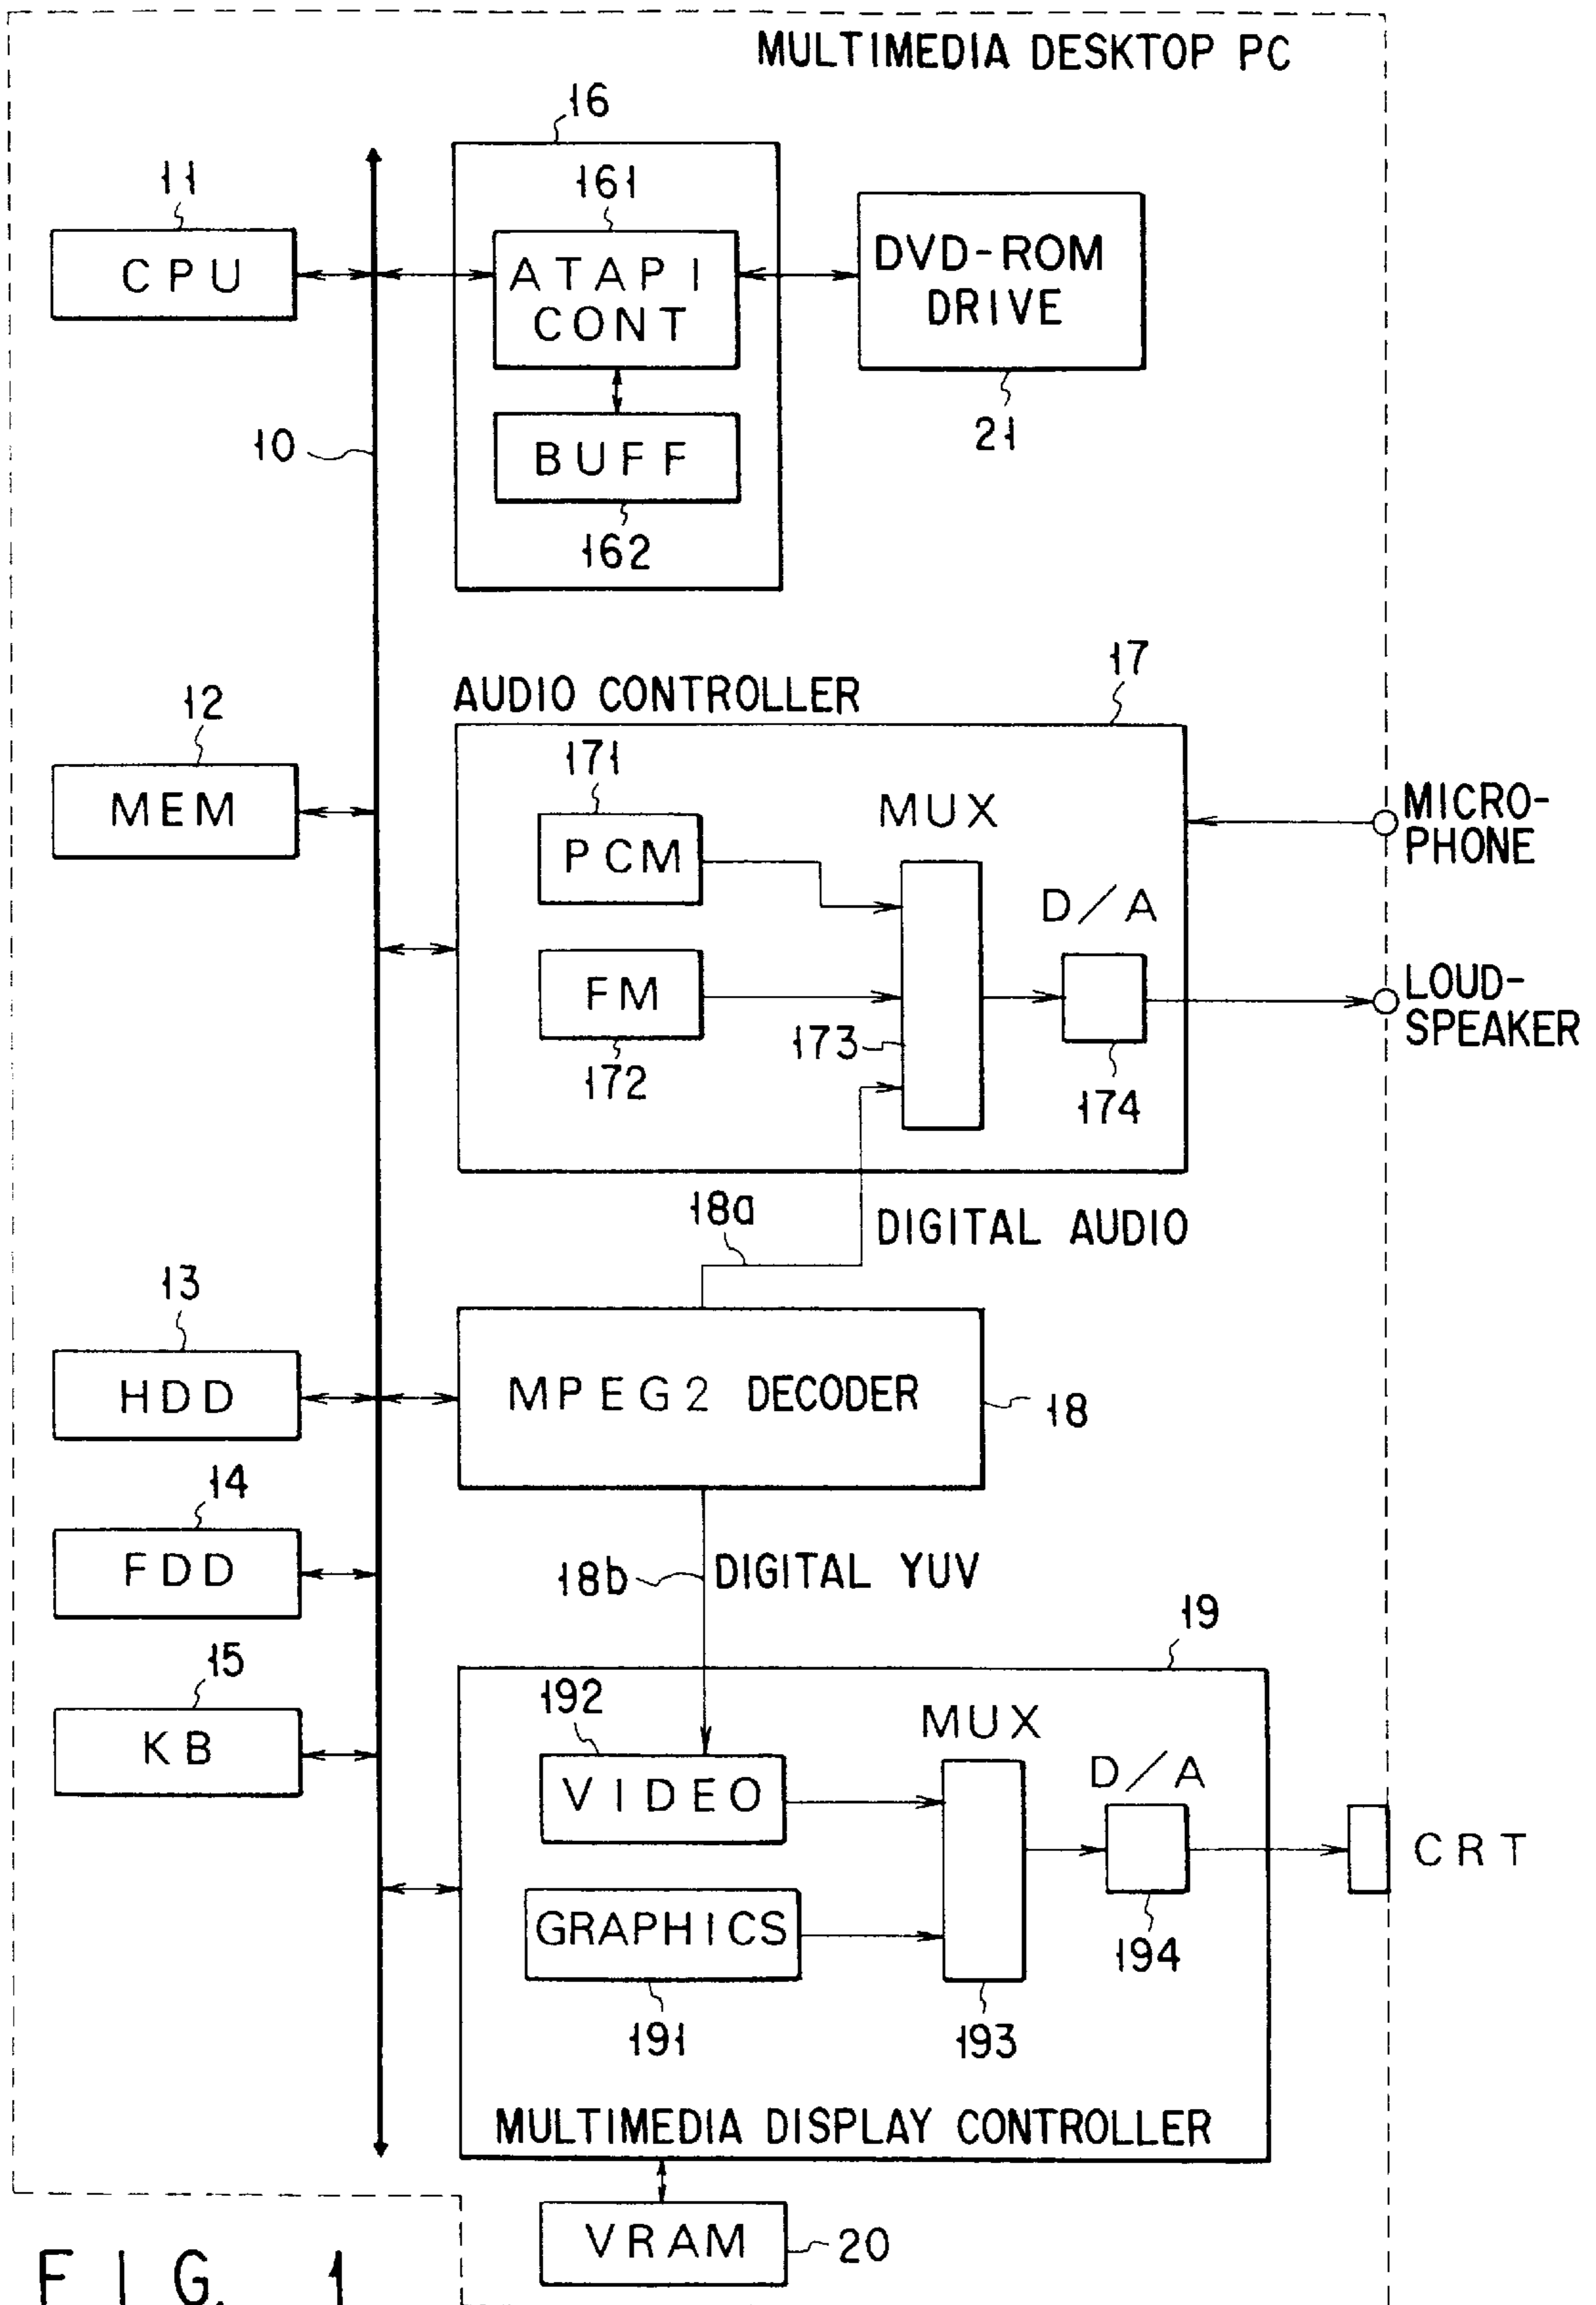 MULTIMEDIA DESKTOP PC
16
11
161
CPU
ATAPI
CONT
DVD-ROM
DRIVE
10
BUFF
21
162
17
AUDIO CONTROLLER
12
171
MEM
MUX
MICRO-
PHONE
PCM
D/A
FM
LOUD-
SPEAKER
173
172
174
18a
DIGITAL AUDIO
13
HDD
MPEG2 DECODER
18
14
FDD
18b
DIGITAL YUV
19
15
192
MUX
KB
VIDEO
D/A
CRT
GRAPHICS
194
191
193
MULTIMEDIA DISPLAY CONTROLLER
VRAM
20
FIG. 1